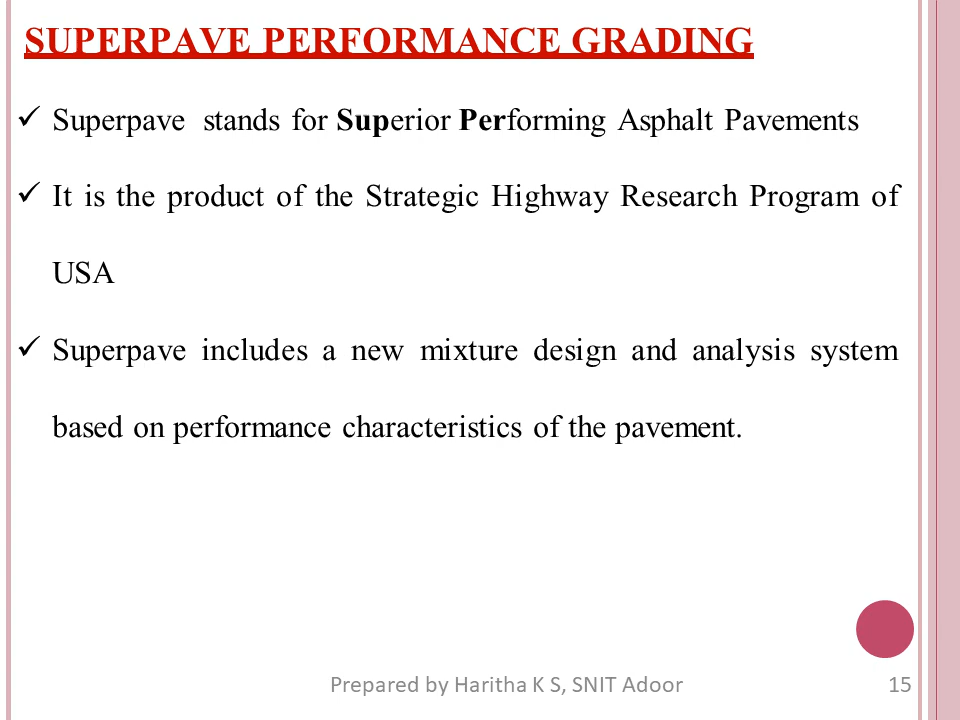 SUPERPAVE PERFORMANCE GRADING
✓ Superpave stands for Superior Performing Asphalt Pavements
✓ It is the product of the Strategic Highway Research Program of
USA
✓ Superpave includes a new mixture design and analysis system
based on performance characteristics of the pavement.
Prepared by Haritha K S, SNIT Adoor 15